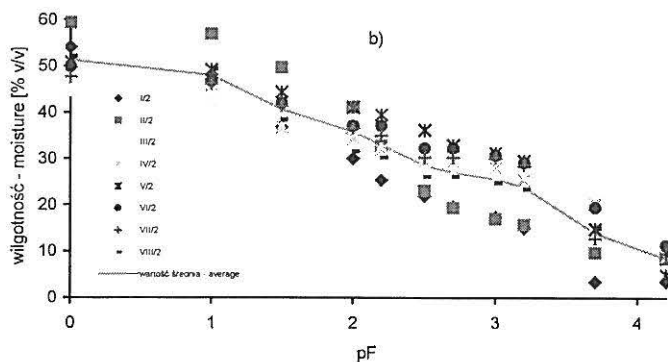 b)
wilgotność - moisture [% v/v]
60
50
40
30
20
10
0
I/2
II/2
III/2
IV/2
V/2
VI/2
VII/2
VIII/2
wartość średnia - average
0
1
2
3
4
pF